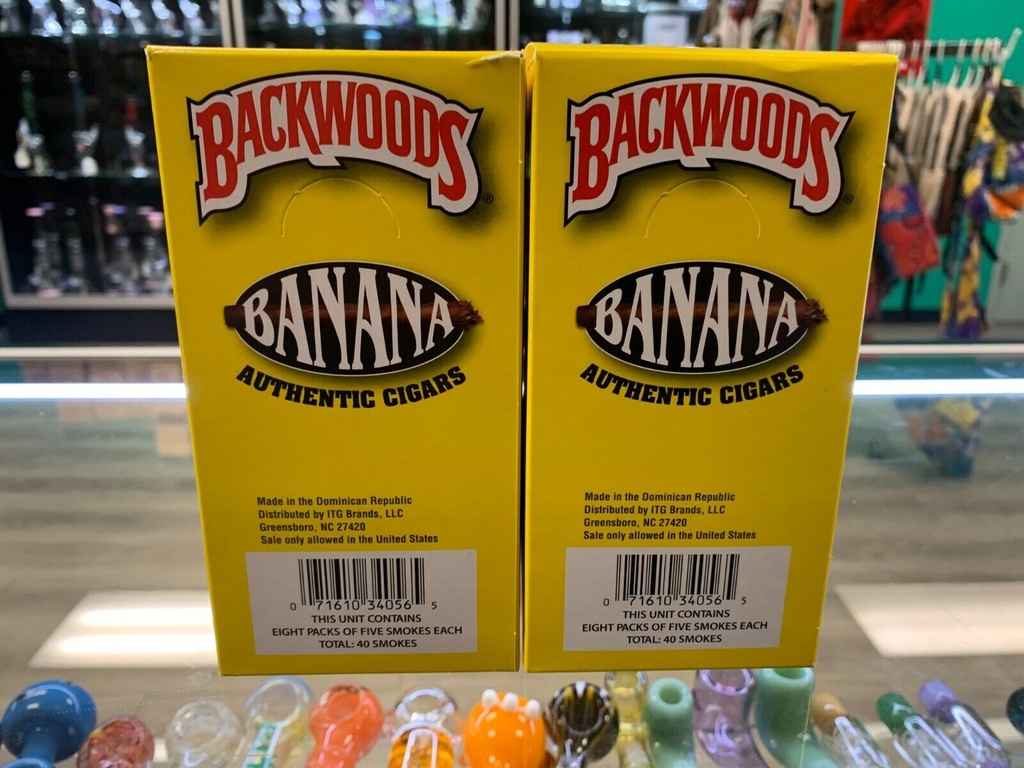 BACKWOODS®
BANANA
AUTHENTIC CIGARS
Made in the Dominican Republic
Distributed by ITG Brands, LLC
Greensboro, NC 27420
Sale only allowed in the United States
0 71610 34056 5
THIS UNIT CONTAINS
EIGHT PACKS OF FIVE SMOKES EACH
TOTAL: 40 SMOKES
BACKWOODS®
BANANA
AUTHENTIC CIGARS
Made in the Dominican Republic
Distributed by ITG Brands, LLC
Greensboro, NC 27420
Sale only allowed in the United States
0 71610 34056 5
THIS UNIT CONTAINS
EIGHT PACKS OF FIVE SMOKES EACH
TOTAL: 40 SMOKES